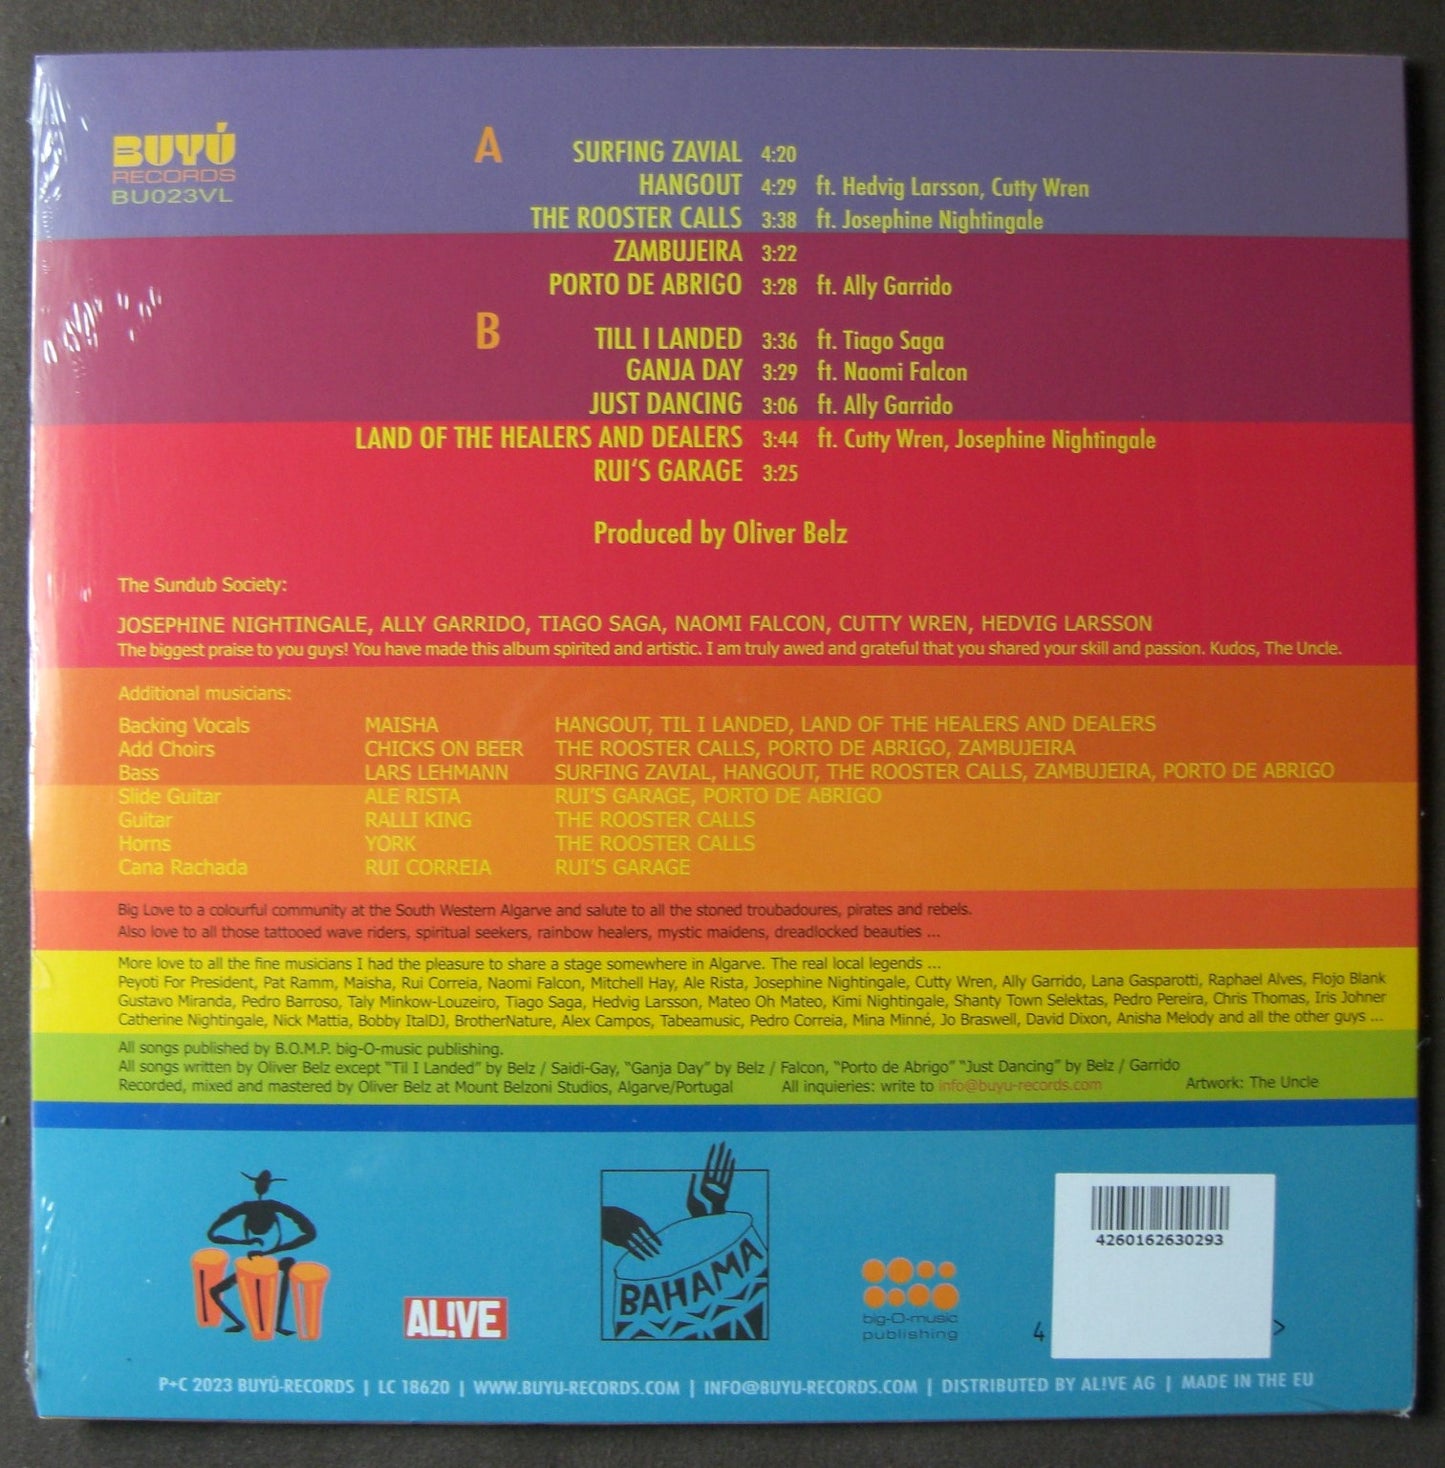 BUYÚ
RECORDS
BU023VL
A
SURFING ZAVIAL 4:20
HANGOUT 4:29 ft. Hedvig Larsson, Cutty Wren
THE ROOSTER CALLS 3:38 ft. Josephine Nightingale
ZAMBUJEIRA 3:22
PORTO DE ABRIGO 3:28 ft. Ally Garrido
B
TILL I LANDED 3:36 ft. Tiago Saga
GANJA DAY 3:29 ft. Naomi Falcon
JUST DANCING 3:06 ft. Ally Garrido
LAND OF THE HEALERS AND DEALERS 3:44 ft. Cutty Wren, Josephine Nightingale
RUI'S GARAGE 3:25
Produced by Oliver Belz
The Sundub Society:
JOSEPHINE NIGHTINGALE, ALLY GARRIDO, TIAGO SAGA, NAOMI FALCON, CUTTY WREN, HEDVIG LARSSON
The biggest praise to you guys! You have made this album spirited and artistic. I am truly awed and grateful that you shared your skill and passion. Kudos, The Uncle.
Additional musicians:
Backing Vocals MAISHA HANGOUT, TIL I LANDED, LAND OF THE HEALERS AND DEALERS
Add Choirs CHICKS ON BEER THE ROOSTER CALLS, PORTO DE ABRIGO, ZAMBUJEIRA
Bass LARS LEHMANN SURFING ZAVIAL, HANGOUT, THE ROOSTER CALLS, ZAMBUJEIRA, PORTO DE ABRIGO
Slide Guitar ALE RISTA RUI'S GARAGE, PORTO DE ABRIGO
Guitar RALLI KING THE ROOSTER CALLS
Horns YORK THE ROOSTER CALLS
Cana Rachada RUI CORREIA RUI'S GARAGE
Big Love to a colourful community at the South Western Algarve and salute to all the stoned troubadoures, pirates and rebels.
Also love to all those tattooed wave riders, spiritual seekers, rainbow healers, mystic maidens, dreadlocked beauties ...
More love to all the fine musicians I had the pleasure to share a stage somewhere in Algarve. The real local legends ...
Peyoti For President, Pat Ramm, Maisha, Rui Correia, Naomi Falcon, Mitchell Hay, Ale Rista, Josephine Nightingale, Cutty Wren, Ally Garrido, Lana Gasparotti, Raphael Alves, Flojo Blank
Gustavo Miranda, Pedro Barroso, Taly Minkow-Louzeiro, Tiago Saga, Hedvig Larsson, Mateo Oh Mateo, Kimi Nightingale, Shanty Town Selektas, Pedro Pereira, Chris Thomas, Iris Johner
Catherine Nightingale, Nick Mattia, Bobby ItalDJ, BrotherNature, Alex Campos, Tabeamusic, Pedro Correia, Mina Minné, Jo Braswell, David Dixon, Anisha Melody and all the other guys ...
All songs published by B.O.M.P. big-O-music publishing.
All songs written by Oliver Belz except "Til I Landed" by Belz / Saidi-Gay, "Ganja Day" by Belz / Falcon, "Porto de Abrigo" "Just Dancing" by Belz / Garrido
Recorded, mixed and mastered by Oliver Belz at Mount Belzoni Studios, Algarve/Portugal All inquieries: write to info@buyu-records.com Artwork: The Uncle
AL!VE
BAHAMA
big-O-music
publishing
4260162630293
4 >
P+C 2023 BUYÚ-RECORDS | LC 18620 | WWW.BUYU-RECORDS.COM | INFO@BUYU-RECORDS.COM | DISTRIBUTED BY AL!VE AG | MADE IN THE EU